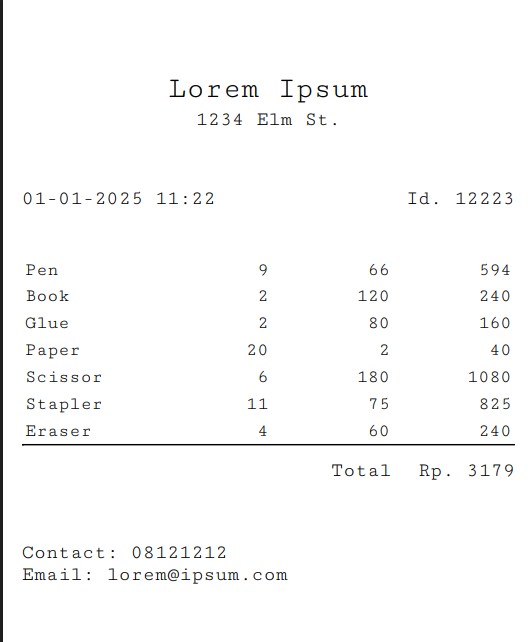 Lorem Ipsum
1234 Elm St.
01-01-2025 11:22 Id. 12223
Pen 9 66 594
Book 2 120 240
Glue 2 80 160
Paper 20 2 40
Scissor 6 180 1080
Stapler 11 75 825
Eraser 4 60 240
Total Rp. 3179
Contact: 08121212
Email: lorem@ipsum.com